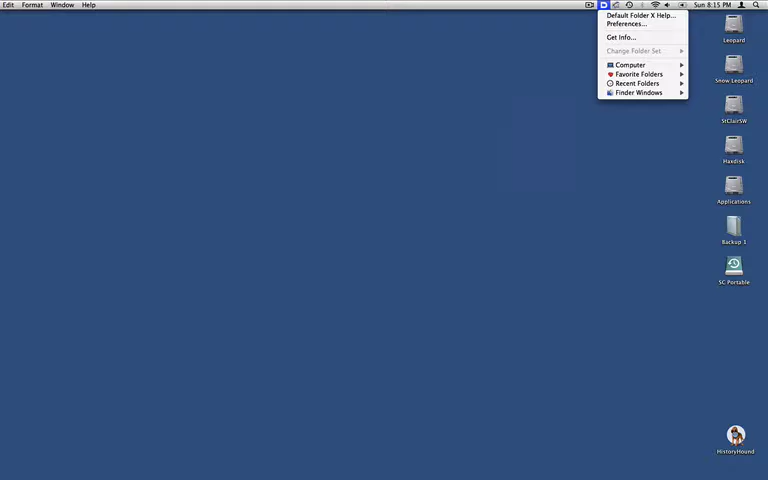 Edit Format Window Help Sun 8:15 PM
Default Folder X Help...
Preferences...
Get Info...
Change Folder Set
Computer
Favorite Folders
Recent Folders
Finder Windows
Leopard
Snow Leopard
StClairSW
Haxdisk
Applications
Backup 1
SC Portable
HistoryHound